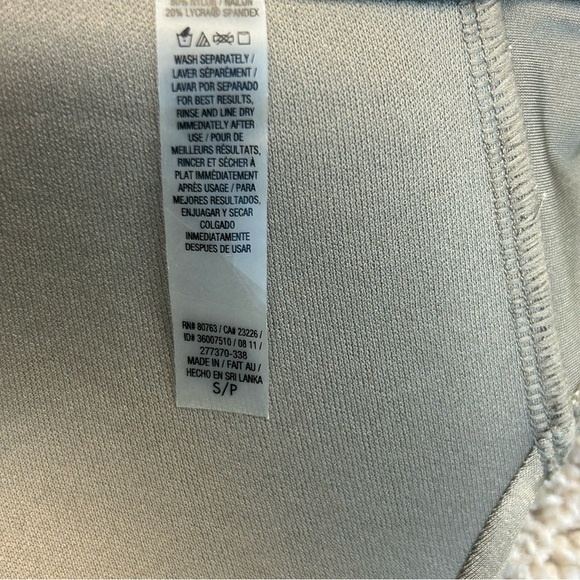 20% LYCRA® SPANDEX
WASH SEPARATELY /
LAVER SÉPARÉMENT /
LAVAR POR SEPARADO
FOR BEST RESULTS,
RINSE AND LINE DRY
IMMEDIATELY AFTER
USE / POUR DE
MEILLEURS RÉSULTATS,
RINCER ET SÉCHER À
PLAT IMMÉDIATEMENT
APRÈS USAGE / PARA
MEJORES RESULTADOS,
ENJUAGAR Y SECAR
COLGADO
INMEDIATAMENTE
DESPUES DE USAR
RN# 80763 / CA# 23226 /
ID# 36007510 / 08 11 /
277370-338
MADE IN / FAIT AU /
HECHO EN SRI LANKA
S/P